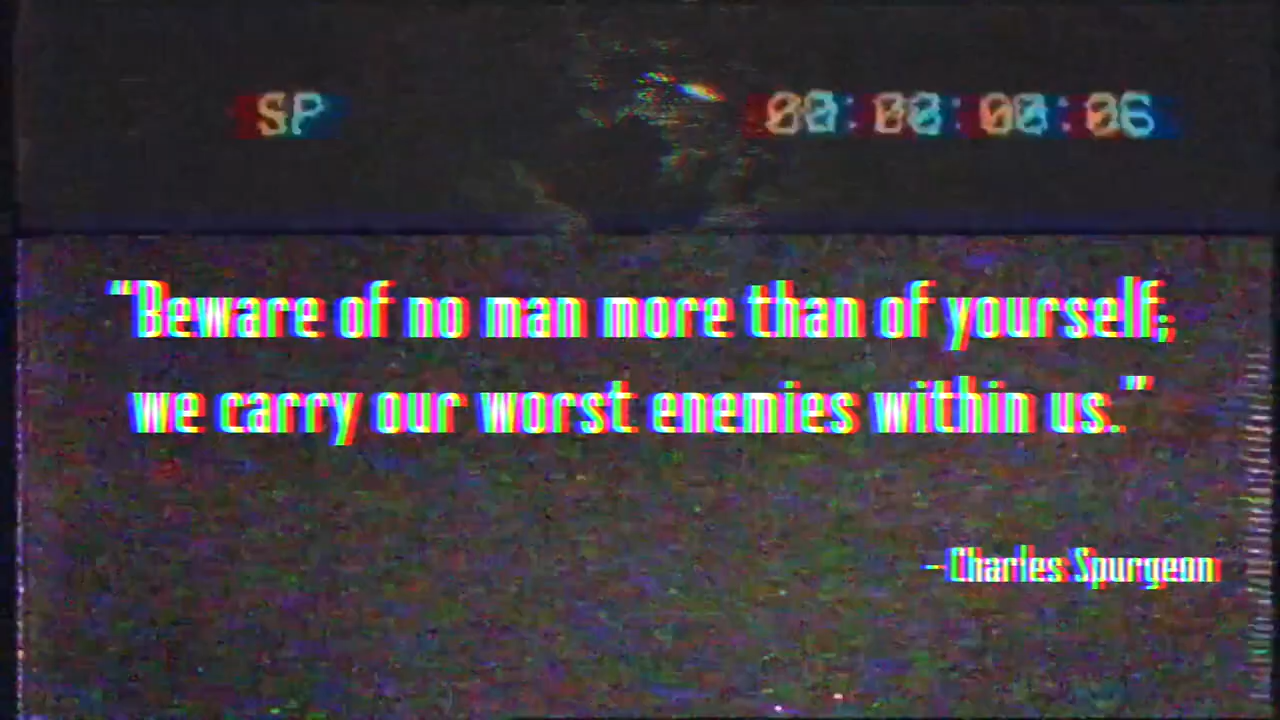 SP 00:00:00:06
“Beware of no man more than of yourself;
we carry our worst enemies within us.”
- Charles Spurgeon